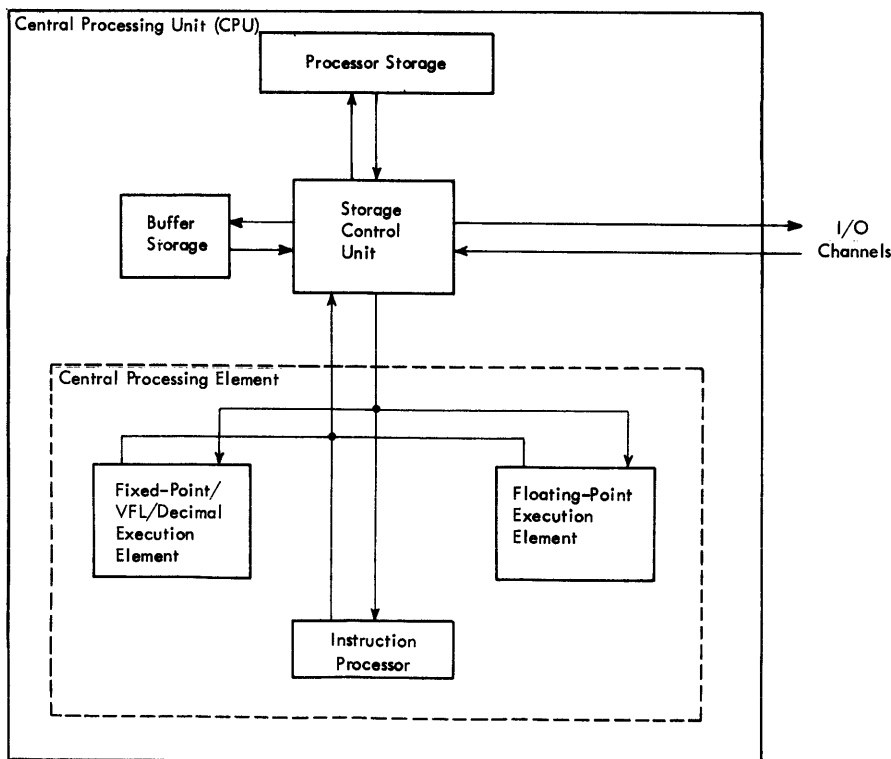 Central Processing Unit (CPU)
Processor Storage
Buffer
Storage
Storage
Control
Unit
I/O
Channels
Central Processing Element
Fixed-Point/
VFL/Decimal
Execution
Element
Floating-Point
Execution
Element
Instruction
Processor